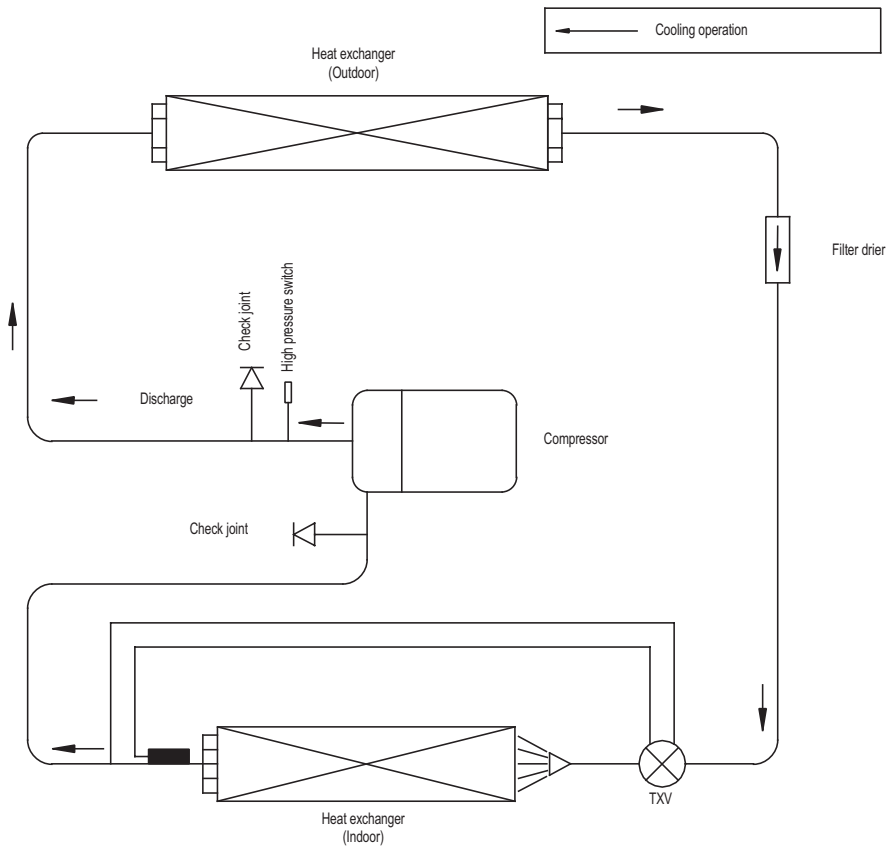 Cooling operation
Heat exchanger
(Outdoor)
Filter drier
Check joint
High pressure switch
Discharge
Compressor
Check joint
TXV
Heat exchanger
(Indoor)